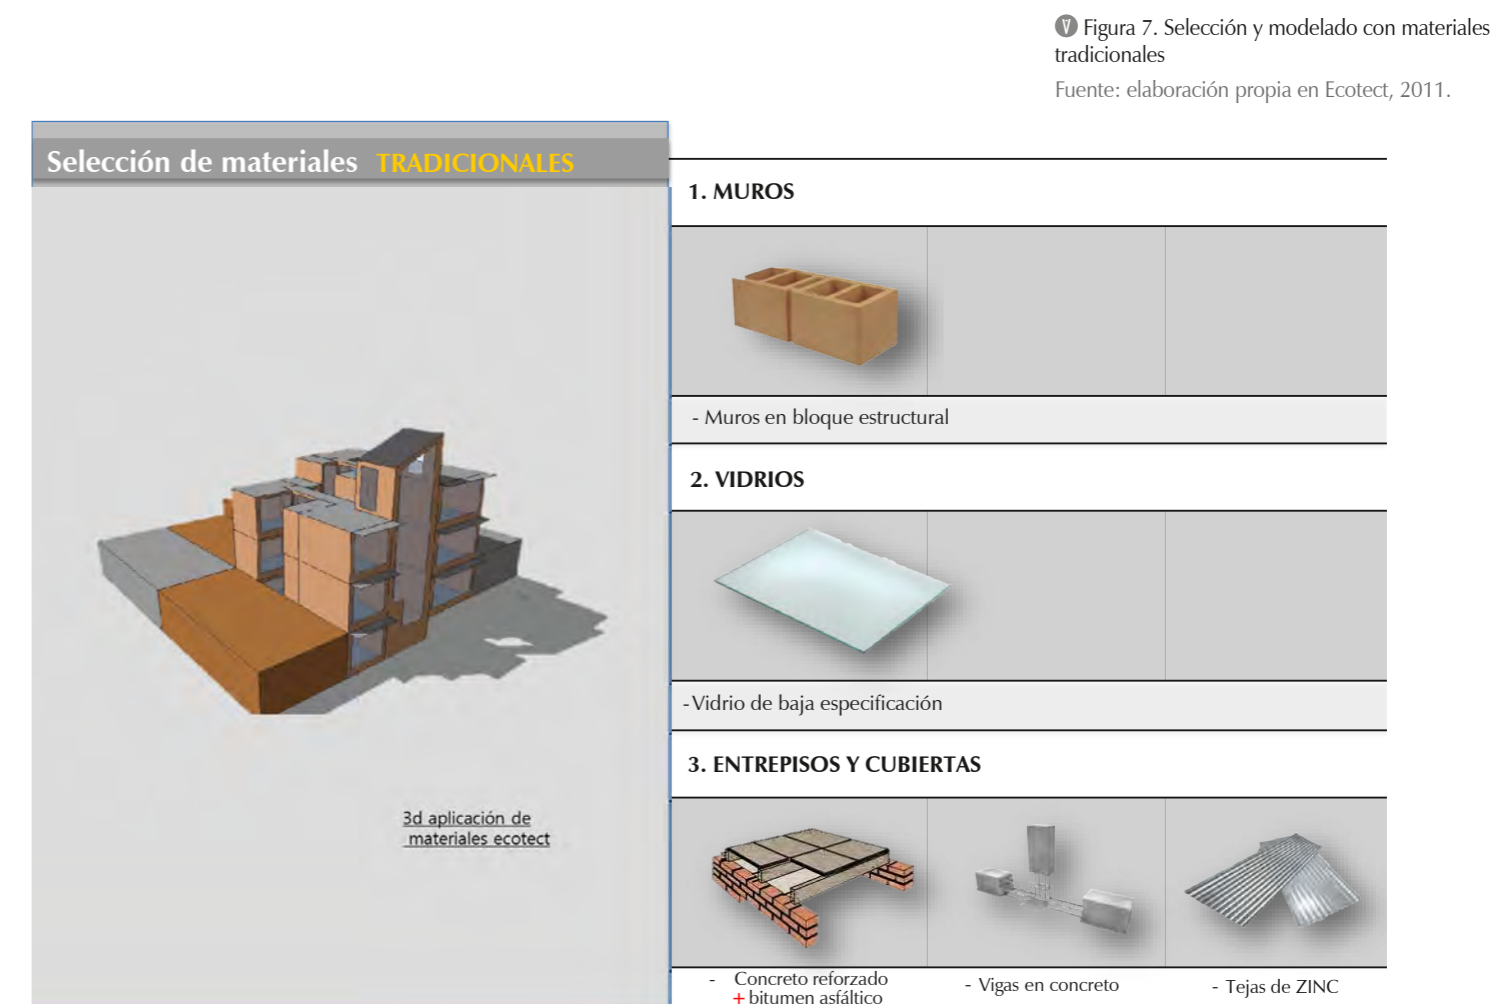 Figura 7. Selección y modelado con materiales
tradicionales
Fuente: elaboración propia en Ecotect, 2011.
Selección de materiales TRADICIONALES
3d aplicación de
materiales ecotect
1. MUROS
- Muros en bloque estructural
2. VIDRIOS
-Vidrio de baja especificación
3. ENTREPISOS Y CUBIERTAS
- Concreto reforzado
+ bitumen asfáltico
- Vigas en concreto
- Tejas de ZINC